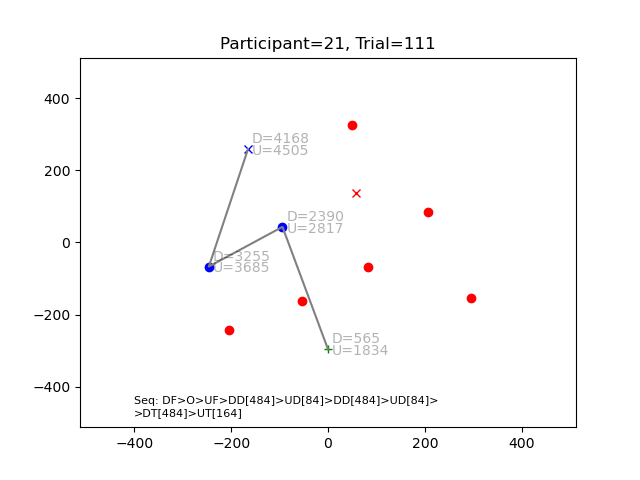 Participant=21, Trial=111
400
200
0
−200
−400
D=4168
U=4505
D=2390
U=2817
D=3255
U=3685
D=565
U=1834
Seq: DF>O>UF>DD[484]>UD[84]>DD[484]>UD[84]>
>DT[484]>UT[164]
−400 −200 0 200 400